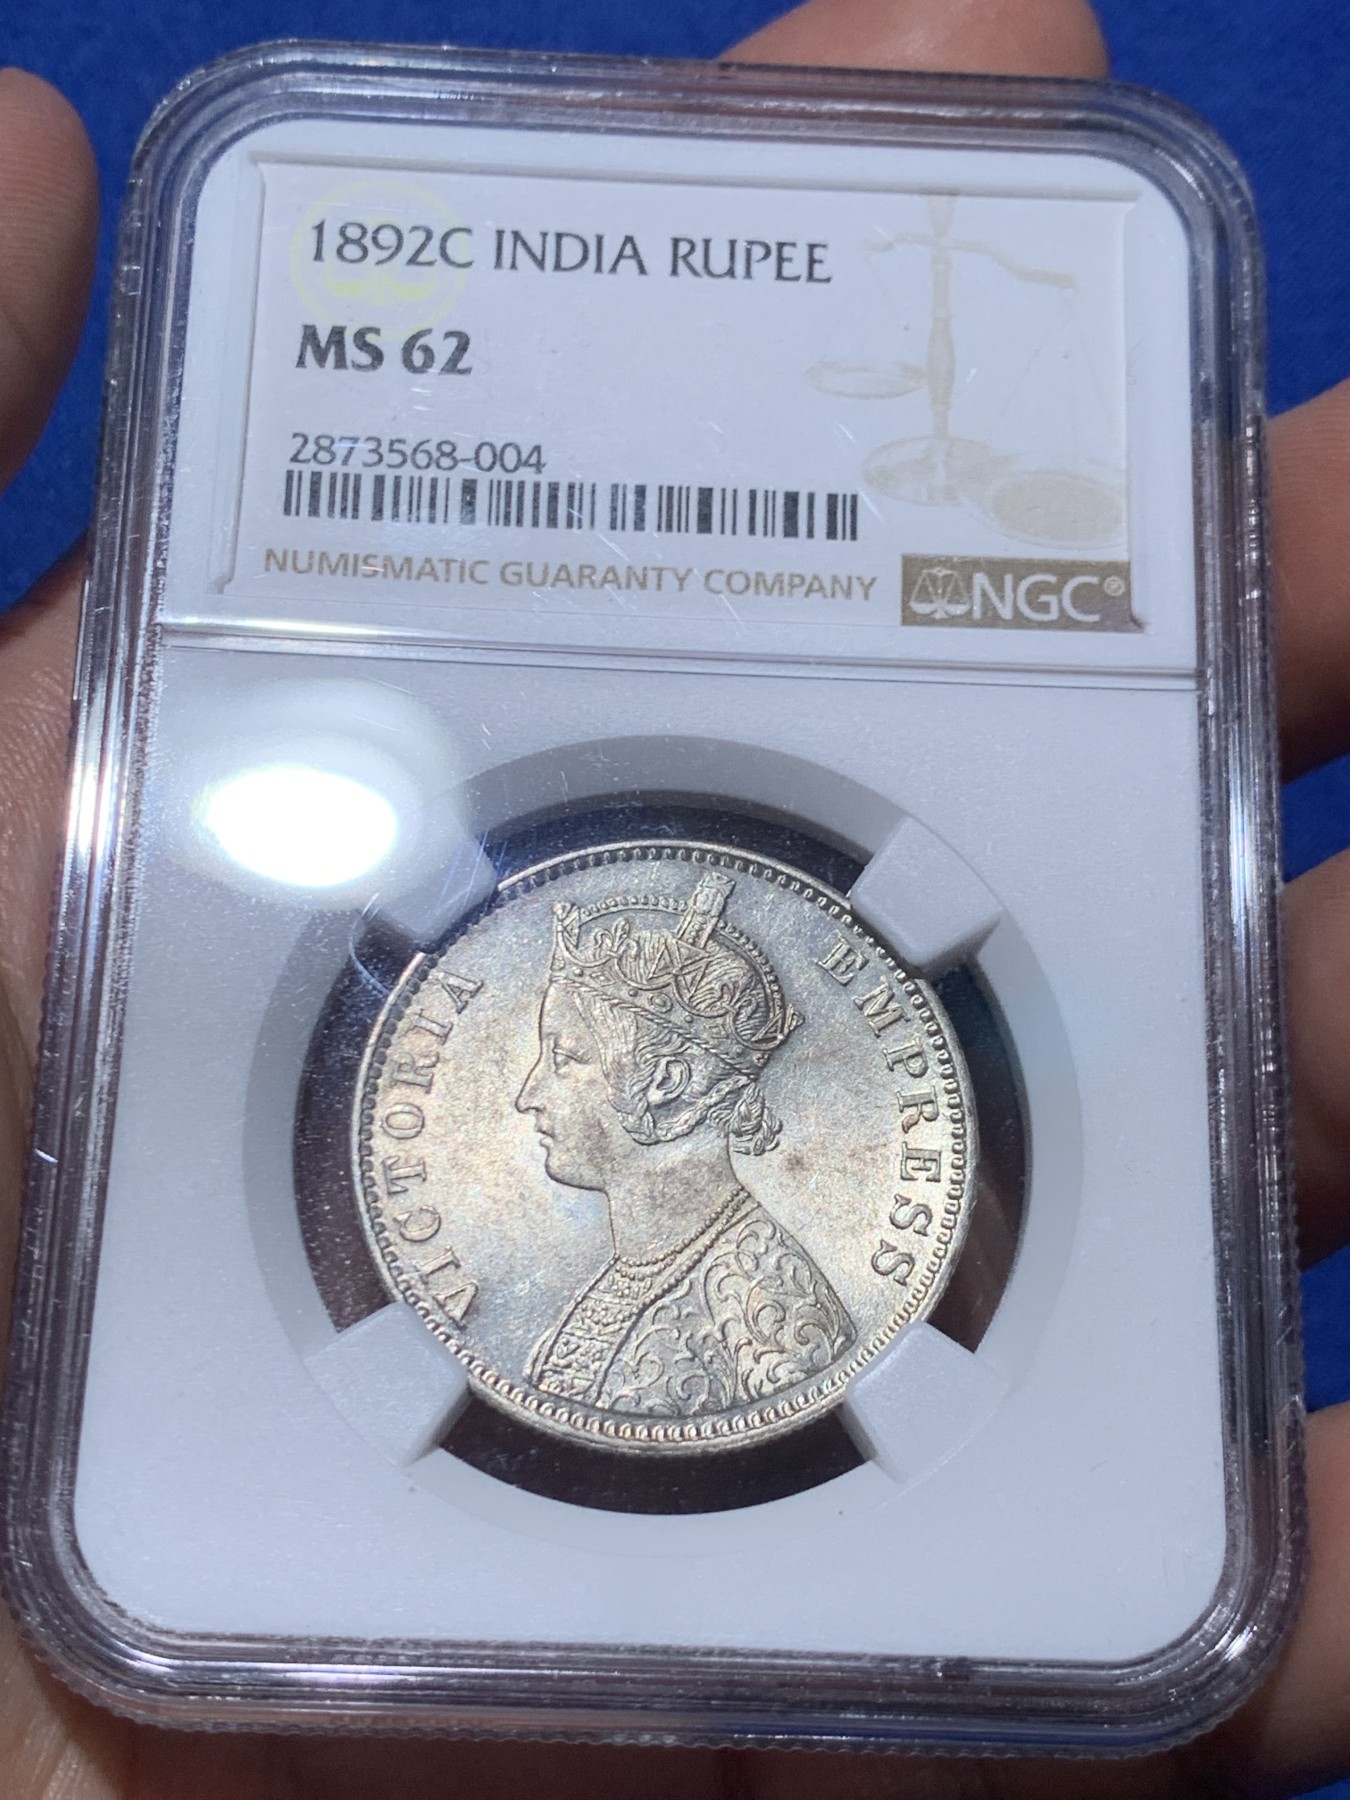 1892C INDIA RUPEE
MS 62
2873568-004
NUMISMATIC GUARANTY COMPANY
NGC®
VICTORIA EMPRESS